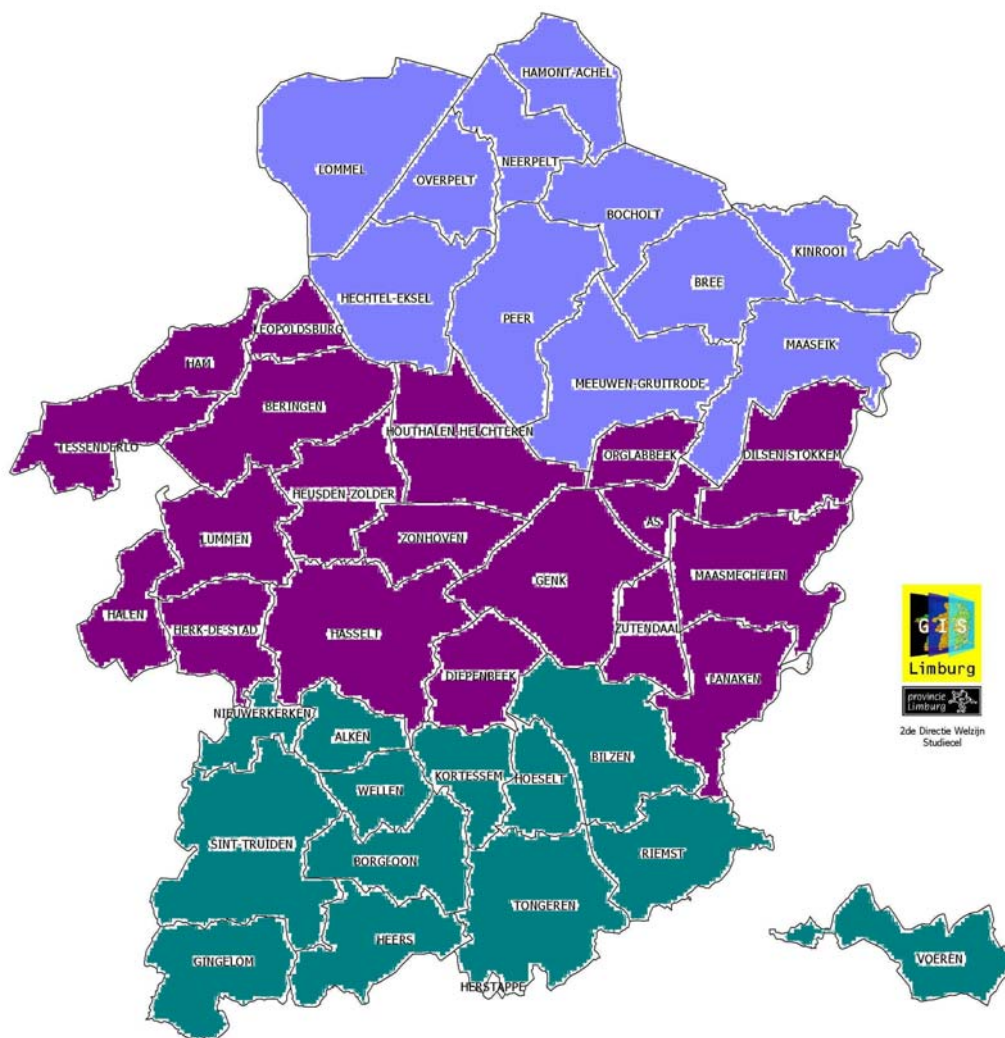 HAMONT-ACHEL
LOMMEL
NEERPELT
OVERPELT
BOCHOLT
KINROOI
BREE
HECHTEL-EKSEL
PEER
LEOPOLDSBURG
MAASEIK
HAM
MEEUWEN-GRUITRODE
BERINGEN
HOUTHALEN-HELCHTEREN
TESSENDERLO
OPGLABBEEK
DILSEN STOKKEM
HEUSDEN-ZOLDER
AS
LUMMEN
ZONHOVEN
MAASMECHELEN
GENK
HALEN
HERK-DE-STAD
HASSELT
ZUTENDAAL
GIS
Limburg
DIEPENBEEK
LANAKEN
provincie
Limburg
NIEUWERKERKEN
2de Directie Welzijn
Studiecel
ALKEN
BILZEN
KORTESSEM
HOESELT
WELLEN
SINT-TRUIDEN
RIEMST
BORGLOON
TONGEREN
HEERS
GINGELOM
VOEREN
HERSTAPPE